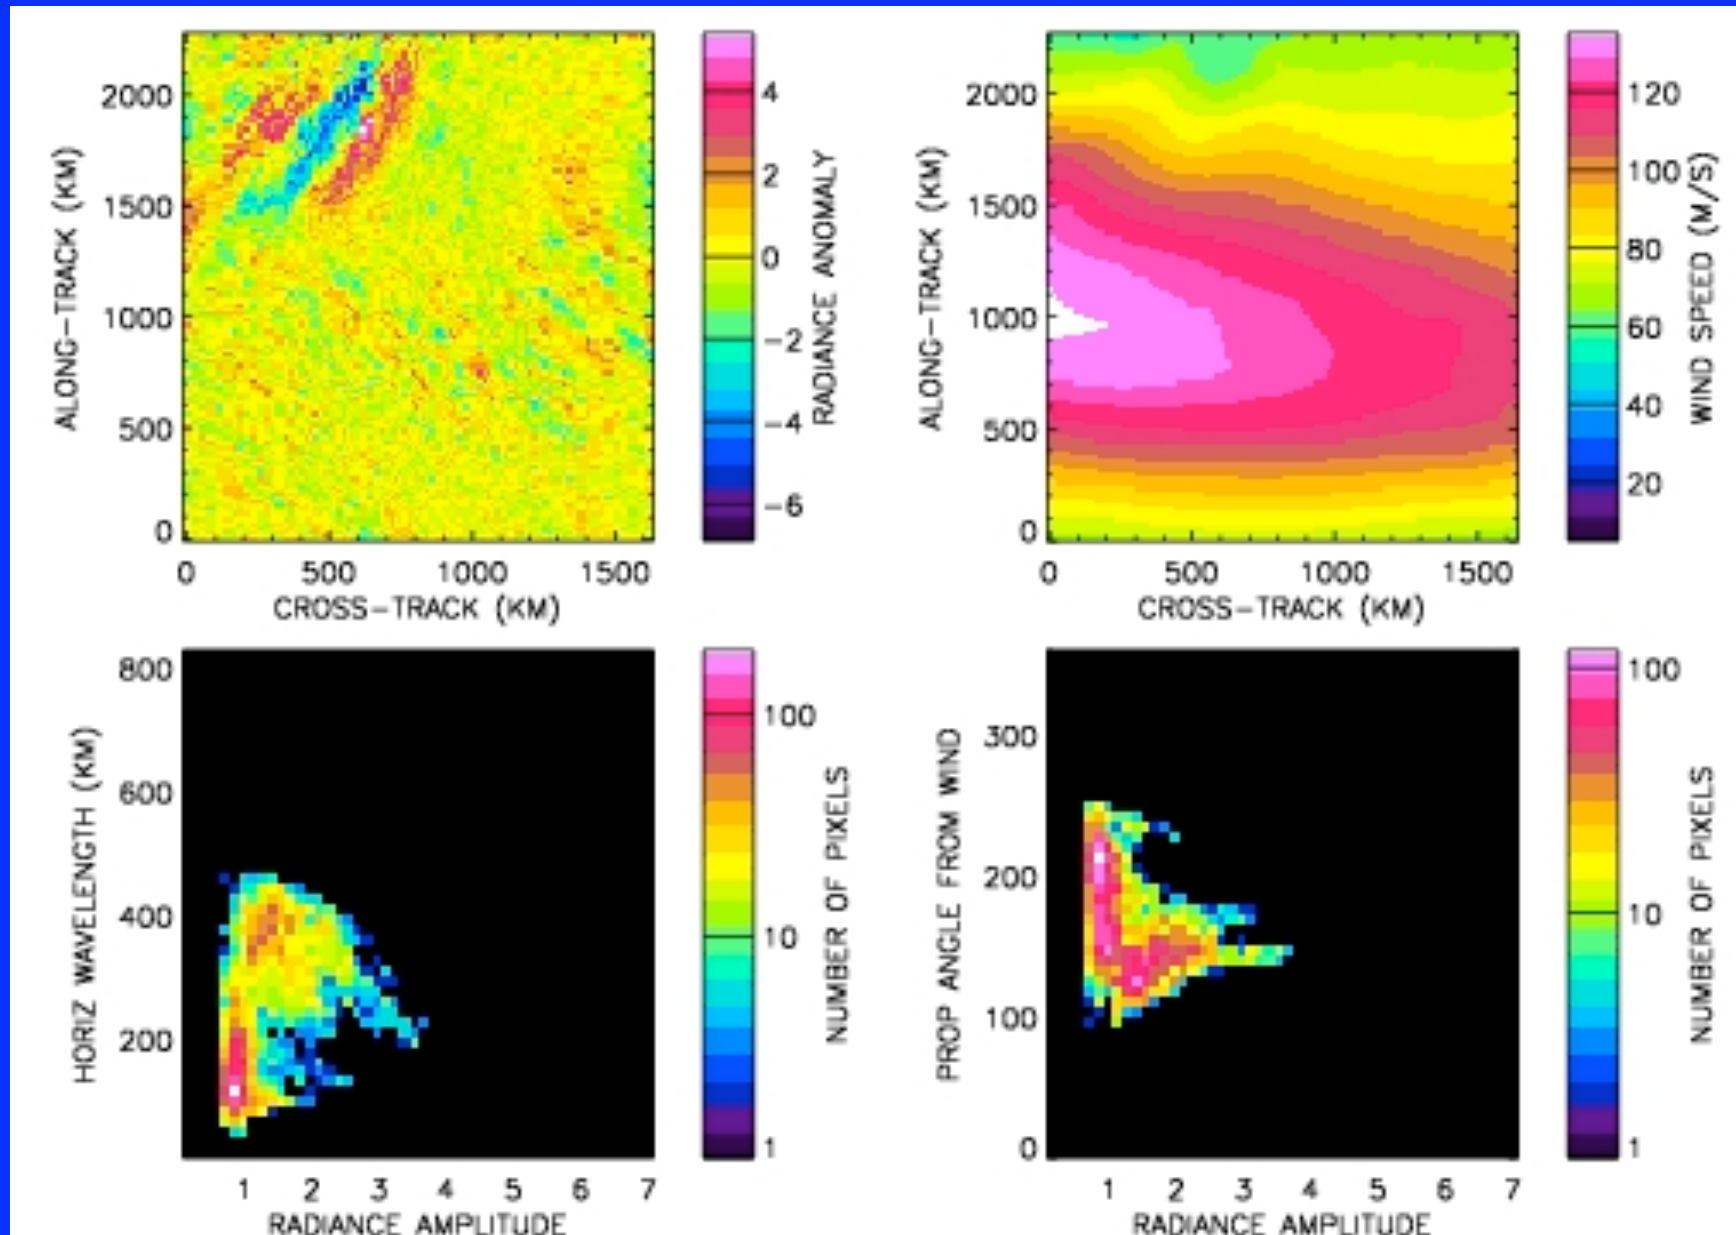 2000
1500
1000
500
0
ALONG-TRACK (KM)
0 500 1000 1500
CROSS-TRACK (KM)
4
2
0
-2
-4
-6
RADIANCE ANOMALY
2000
1500
1000
500
0
ALONG-TRACK (KM)
0 500 1000 1500
CROSS-TRACK (KM)
120
100
80
60
40
20
WIND SPEED (M/S)
800
600
400
200
HORIZ WAVELENGTH (KM)
1 2 3 4 5 6 7
RADIANCE AMPLITUDE
100
10
1
NUMBER OF PIXELS
300
200
100
0
PROP ANGLE FROM WIND
1 2 3 4 5 6 7
RADIANCE AMPLITUDE
100
10
1
NUMBER OF PIXELS